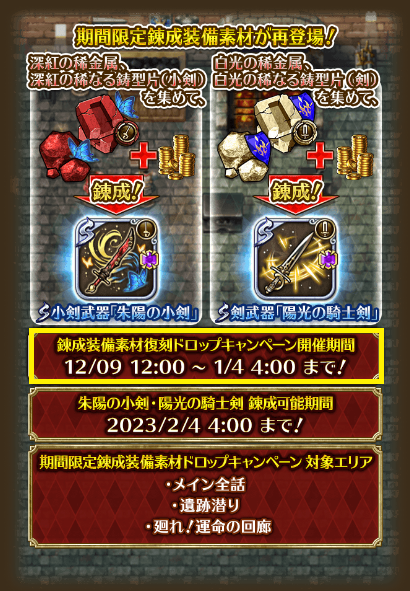 期間限定錬成装備素材が再登場！
深紅の稀金属、
深紅の稀なる鋳型片（小剣）
を集めて、
錬成！
S小剣武器「朱陽の小剣」
白光の稀金属、
白光の稀なる鋳型片（剣）
を集めて、
錬成！
S剣武器「陽光の騎士剣」
錬成装備素材復刻ドロップキャンペーン開催期間
12/09 12:00 ～ 1/4 4:00 まで！
朱陽の小剣・陽光の騎士剣 錬成可能期間
2023/2/4 4:00 まで！
期間限定錬成装備素材ドロップキャンペーン 対象エリア
・メイン全話
・遺跡潜り
・廻れ！運命の回廊